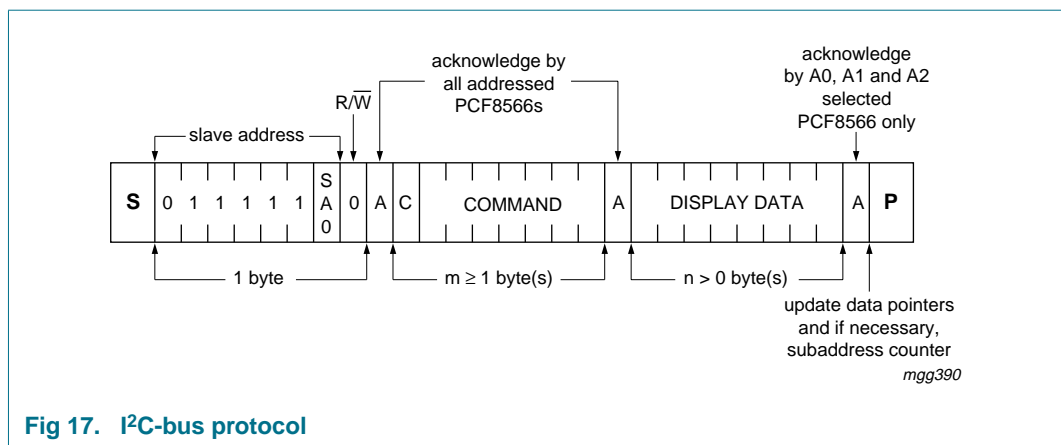 acknowledge by
all addressed
PCF8566s
acknowledge
by A0, A1 and A2
selected
PCF8566 only
R/W̅
slave address
S 0 1 1 1 1 1 S A 0 0 A C COMMAND A DISPLAY DATA A P
1 byte
m ≥ 1 byte(s)
n > 0 byte(s)
update data pointers
and if necessary,
subaddress counter
mgg390
Fig 17. I²C-bus protocol